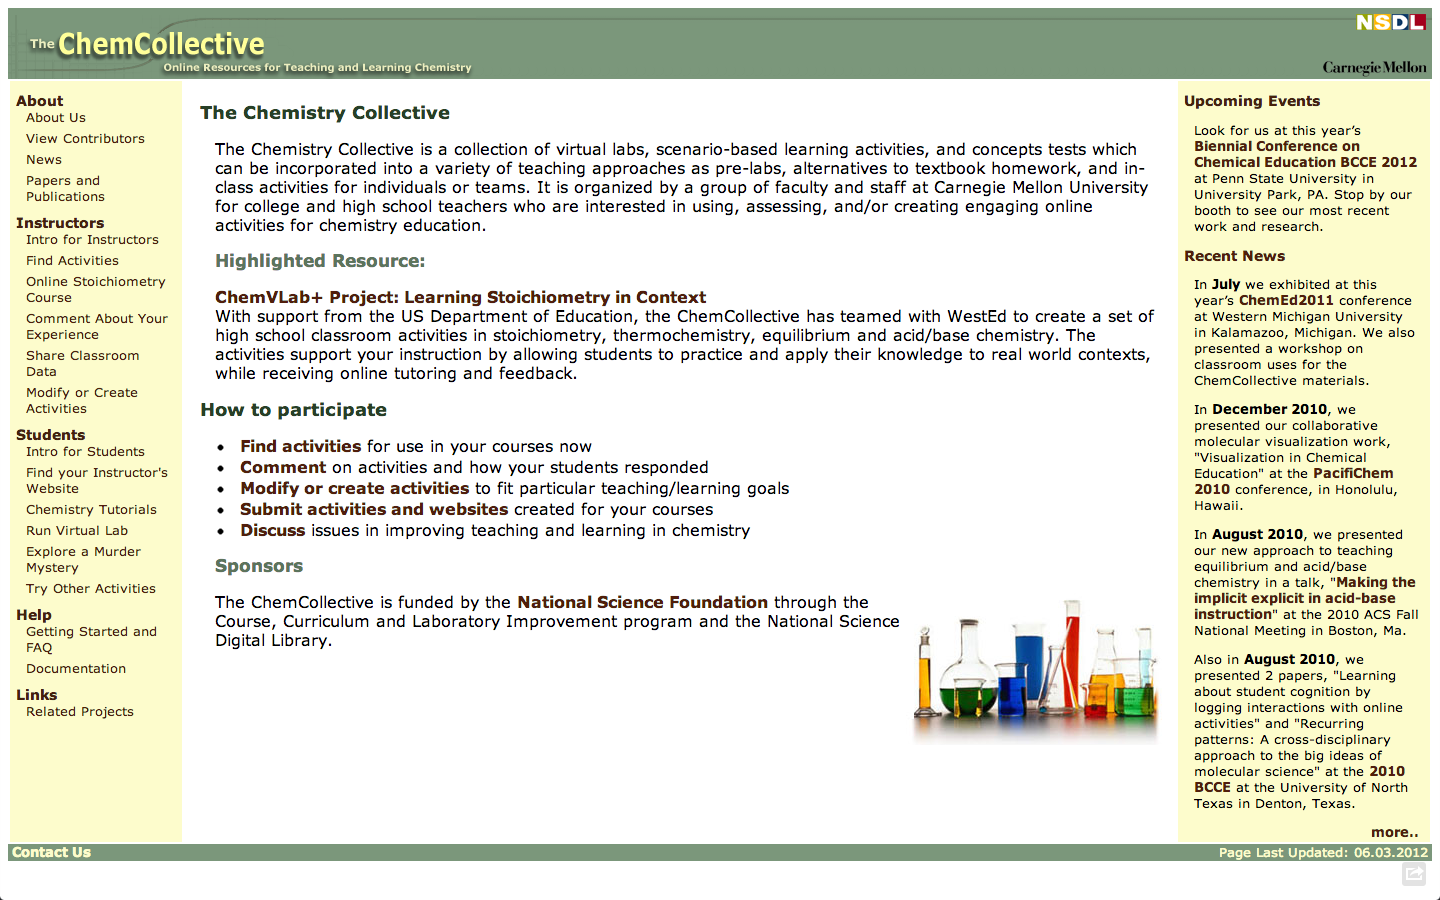 The ChemCollective
Online Resources for Teaching and Learning Chemistry
NSDL
Carnegie Mellon
About
About Us
View Contributors
News
Papers and
Publications
Instructors
Intro for Instructors
Find Activities
Online Stoichiometry
Course
Comment About Your
Experience
Share Classroom
Data
Modify or Create
Activities
Students
Intro for Students
Find your Instructor's
Website
Chemistry Tutorials
Run Virtual Lab
Explore a Murder
Mystery
Try Other Activities
Help
Getting Started and
FAQ
Documentation
Links
Related Projects
The Chemistry Collective
The Chemistry Collective is a collection of virtual labs, scenario-based learning activities, and concepts tests which
can be incorporated into a variety of teaching approaches as pre-labs, alternatives to textbook homework, and in-
class activities for individuals or teams. It is organized by a group of faculty and staff at Carnegie Mellon University
for college and high school teachers who are interested in using, assessing, and/or creating engaging online
activities for chemistry education.
Highlighted Resource:
ChemVLab+ Project: Learning Stoichiometry in Context
With support from the US Department of Education, the ChemCollective has teamed with WestEd to create a set of
high school classroom activities in stoichiometry, thermochemistry, equilibrium and acid/base chemistry. The
activities support your instruction by allowing students to practice and apply their knowledge to real world contexts,
while receiving online tutoring and feedback.
How to participate
• Find activities for use in your courses now
• Comment on activities and how your students responded
• Modify or create activities to fit particular teaching/learning goals
• Submit activities and websites created for your courses
• Discuss issues in improving teaching and learning in chemistry
Sponsors
The ChemCollective is funded by the National Science Foundation through the
Course, Curriculum and Laboratory Improvement program and the National Science
Digital Library.
Upcoming Events
Look for us at this year’s
Biennial Conference on
Chemical Education BCCE 2012
at Penn State University in
University Park, PA. Stop by our
booth to see our most recent
work and research.
Recent News
In July we exhibited at this
year’s ChemEd2011 conference
at Western Michigan University
in Kalamazoo, Michigan. We also
presented a workshop on
classroom uses for the
ChemCollective materials.
In December 2010, we
presented our collaborative
molecular visualization work,
"Visualization in Chemical
Education" at the PacifiChem
2010 conference, in Honolulu,
Hawaii.
In August 2010, we presented
our new approach to teaching
equilibrium and acid/base
chemistry in a talk, "Making the
implicit explicit in acid-base
instruction" at the 2010 ACS Fall
National Meeting in Boston, Ma.
Also in August 2010, we
presented 2 papers, "Learning
about student cognition by
logging interactions with online
activities" and "Recurring
patterns: A cross-disciplinary
approach to the big ideas of
molecular science" at the 2010
BCCE at the University of North
Texas in Denton, Texas.
more..
Contact Us
Page Last Updated: 06.03.2012